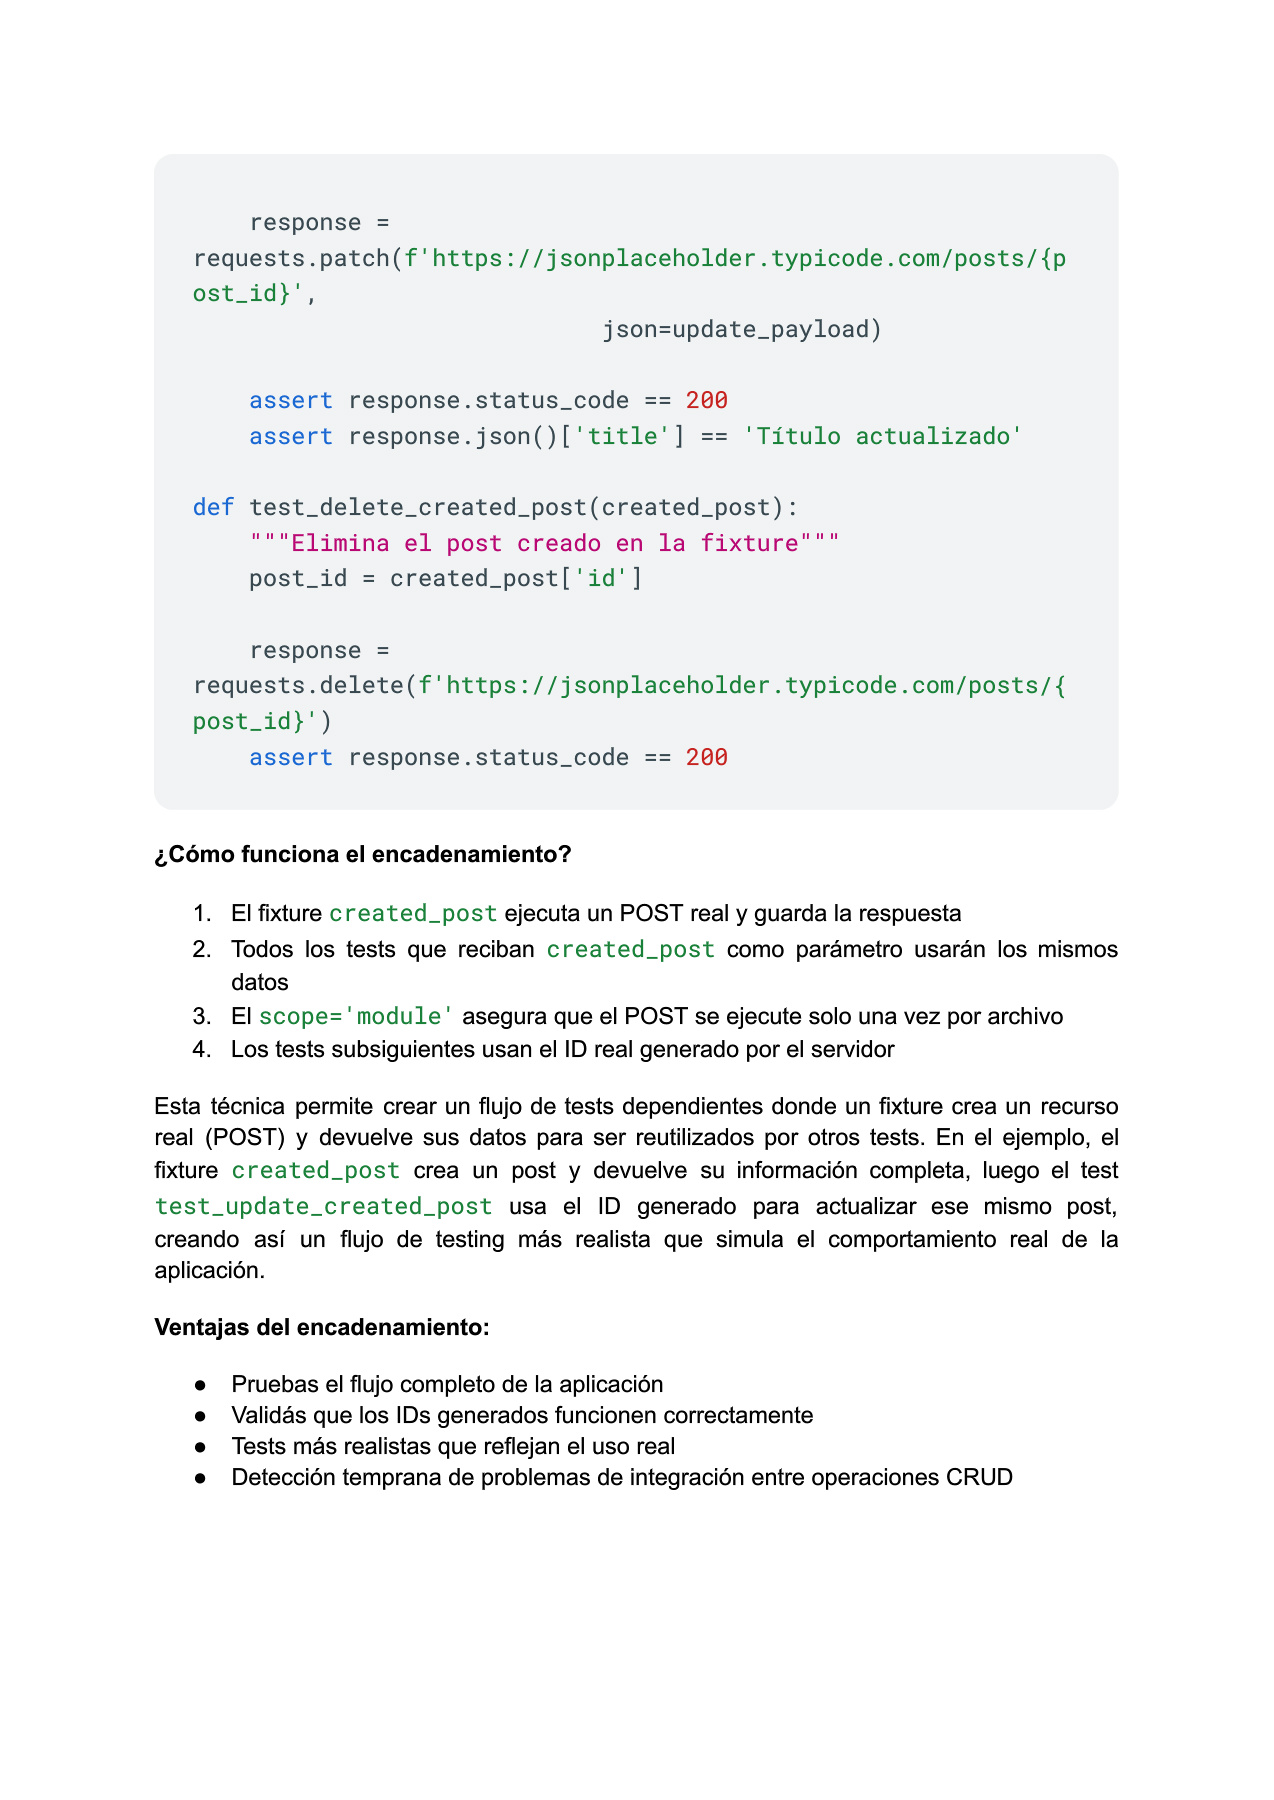 response =
requests.patch(f'https://jsonplaceholder.typicode.com/posts/{p
ost_id}',
json=update_payload)
assert response.status_code == 200
assert response.json()['title'] == 'Título actualizado'
def test_delete_created_post(created_post):
"""Elimina el post creado en la fixture"""
post_id = created_post['id']
response =
requests.delete(f'https://jsonplaceholder.typicode.com/posts/{
post_id}')
assert response.status_code == 200
¿Cómo funciona el encadenamiento?
1. El fixture created_post ejecuta un POST real y guarda la respuesta
2. Todos los tests que reciban created_post como parámetro usarán los mismos
datos
3. El scope='module' asegura que el POST se ejecute solo una vez por archivo
4. Los tests subsiguientes usan el ID real generado por el servidor
Esta técnica permite crear un flujo de tests dependientes donde un fixture crea un recurso
real (POST) y devuelve sus datos para ser reutilizados por otros tests. En el ejemplo, el
fixture created_post crea un post y devuelve su información completa, luego el test
test_update_created_post usa el ID generado para actualizar ese mismo post,
creando así un flujo de testing más realista que simula el comportamiento real de la
aplicación.
Ventajas del encadenamiento:
● Pruebas el flujo completo de la aplicación
● Validás que los IDs generados funcionen correctamente
● Tests más realistas que reflejan el uso real
● Detección temprana de problemas de integración entre operaciones CRUD